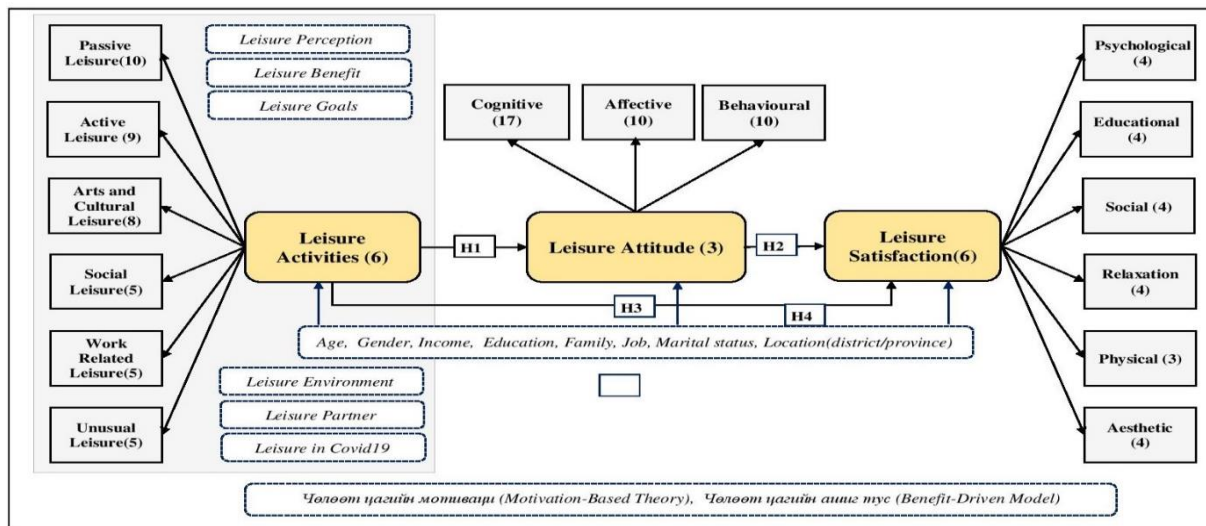 Passive
Leisure(10)
Active
Leisure (9)
Arts and
Cultural
Leisure(8)
Social
Leisure(5)
Work
Related
Leisure(5)
Unusual
Leisure(5)
Leisure Perception
Leisure Benefit
Leisure Goals
Leisure
Activities (6)
Leisure Environment
Leisure Partner
Leisure in Covid19
H1
Cognitive
(17)
Affective
(10)
Behavioural
(10)
Leisure Attitude (3)
H2
Leisure
Satisfaction(6)
H3
H4
Age, Gender, Income, Education, Family, Job, Marital status, Location(district/province)
Psychological
(4)
Educational
(4)
Social (4)
Relaxation
(4)
Physical (3)
Aesthetic
(4)
Чөлөөт цагийн мотиваци (Motivation-Based Theory), Чөлөөт цагийн ашиг тус (Benefit-Driven Model)